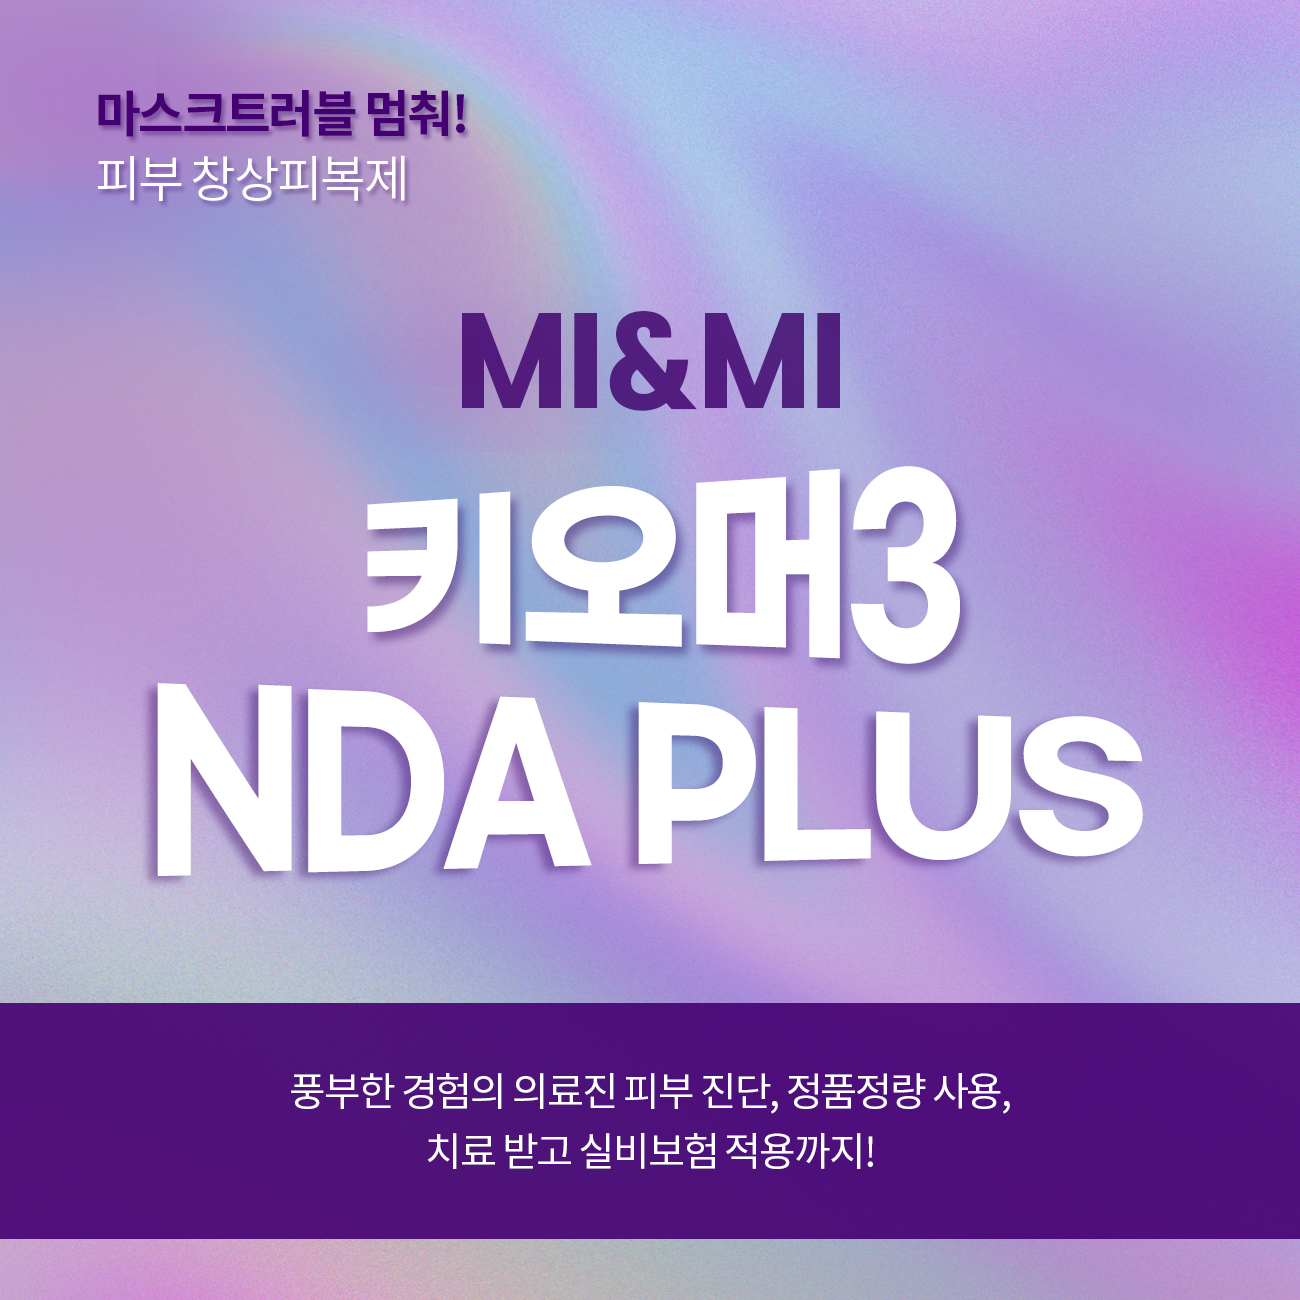 마스크트러블 멈춰!
피부 창상피복제
MI&MI
키오머3
NDA PLUS
풍부한 경험의 의료진 피부 진단, 정품정량 사용,
치료 받고 실비보험 적용까지!